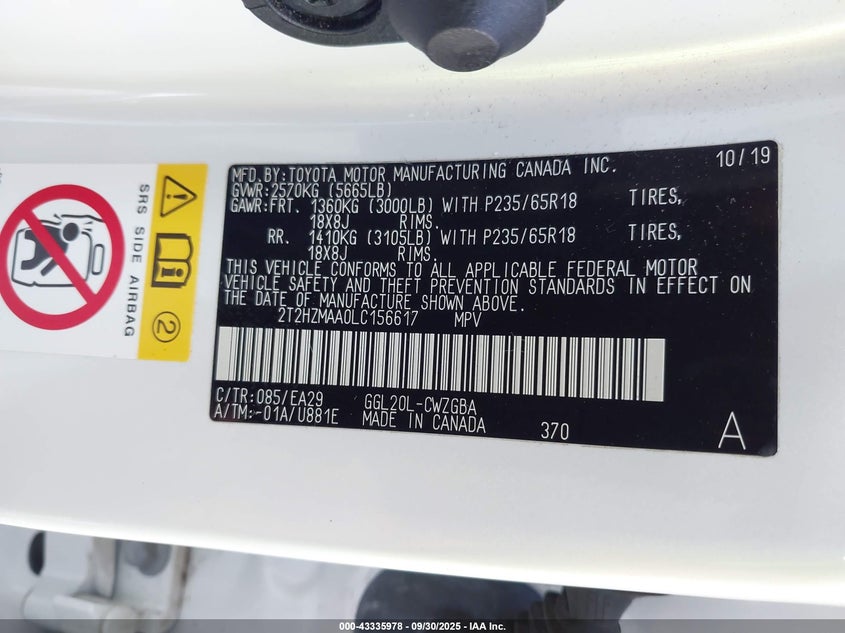 MFD.BY:TOYOTA MOTOR MANUFACTURING CANADA INC. 10/19
GVWR:2570KG (5665LB)
GAWR:FRT. 1360KG (3000LB) WITH P235/65R18 TIRES,
18X8J RIMS.
RR. 1410KG (3105LB) WITH P235/65R18 TIRES,
18X8J RIMS.
THIS VEHICLE CONFORMS TO ALL APPLICABLE FEDERAL MOTOR
VEHICLE SAFETY AND THEFT PREVENTION STANDARDS IN EFFECT ON
THE DATE OF MANUFACTURE SHOWN ABOVE.
2T2HZMAA0LC156617 MPV
C/TR:085/EA29 GGL20L-CWZGBA
A/TM:-01A/U881E MADE IN CANADA 370 A
SRS SIDE AIRBAG
2
000-43335978 - 09/30/2025 - IAA Inc.